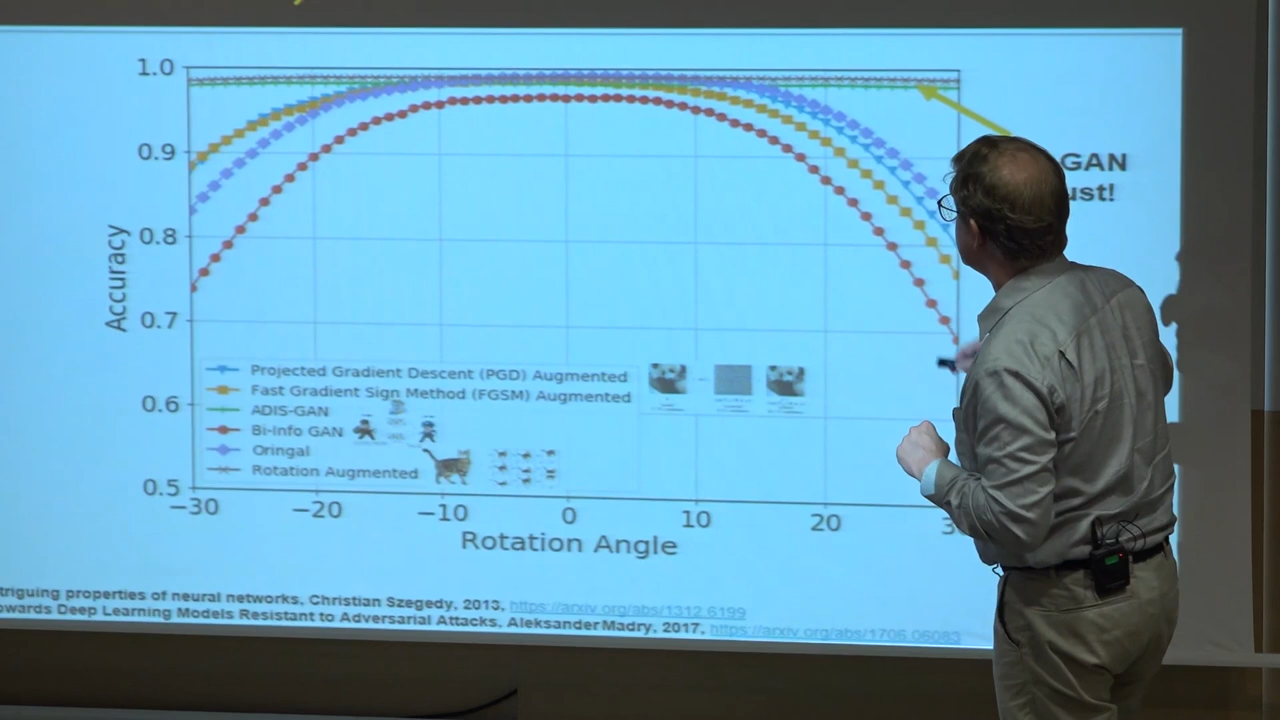 1.0
0.9
0.8
0.7
0.6
0.5
Accuracy
GAN
ust!
Projected Gradient Descent (PGD) Augmented
Fast Gradient Sign Method (FGSM) Augmented
ADIS-GAN
Bi-Info GAN
Oringal
Rotation Augmented
−30 −20 −10 0 10 20 3
Rotation Angle
triguing properties of neural networks, Christian Szegedy, 2013, https://arxiv.org/abs/1312.6199
owards Deep Learning Models Resistant to Adversarial Attacks, Aleksander Madry, 2017, https://arxiv.org/abs/1706.06083